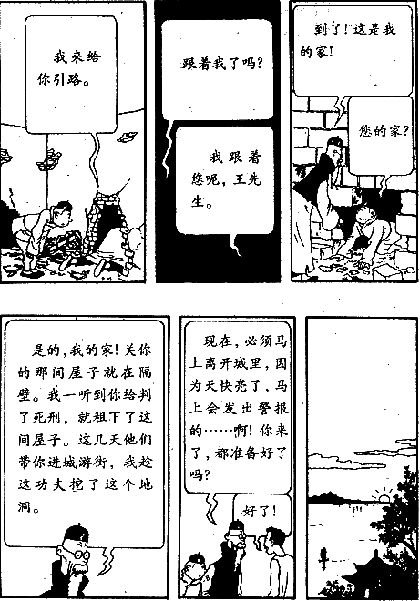 我来给
你引路。
跟着我了吗？
我跟着
您呢，王先
生。
到了！这是我
的家！
您的家？
是的，我的家！关你
的那间屋子就在隔
壁。我一听到你给判
了死刑，就租下了这
间屋子。这几天他们
带你进城游街，我趁
这功夫挖了这个地
洞。
现在，必须马
上离开城里，因
为天快亮了，马
上会发出警报
的……啊！你来
了，都准备好了
吗？
好了！